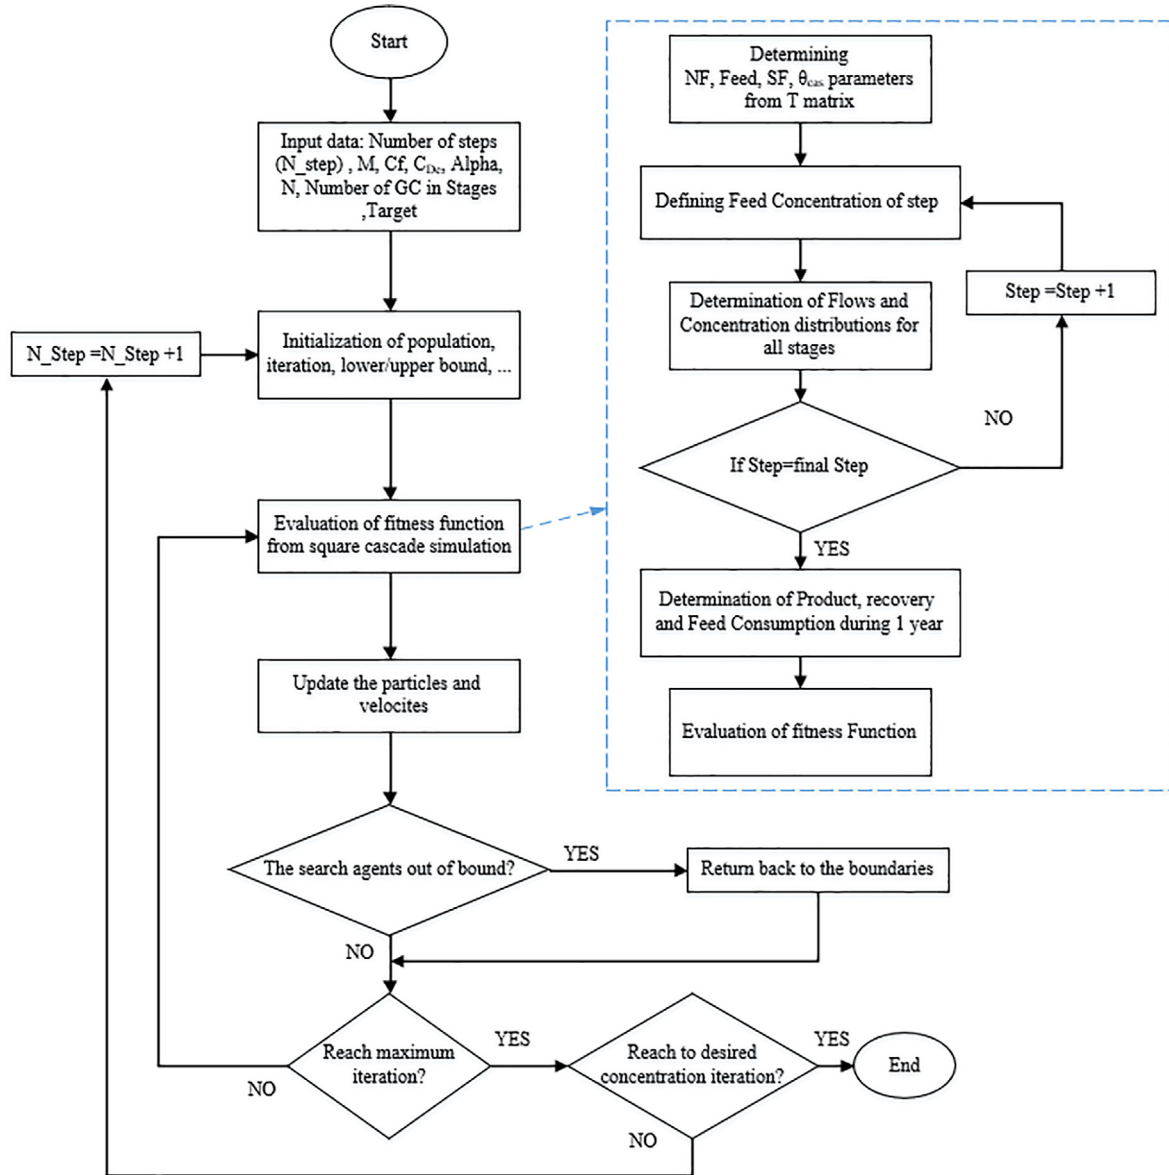 Start
Input data: Number of steps
(N_step) , M, Cf, C_De, Alpha,
N, Number of GC in Stages
,Target
N_Step =N_Step +1
Initialization of population,
iteration, lower/upper bound, ...
Evaluation of fitness function
from square cascade simulation
Update the particles and
velocites
The search agents out of bound?
YES
Return back to the boundaries
NO
Reach maximum
iteration?
YES
NO
Reach to desired
concentration iteration?
YES
End
NO
Determining
NF, Feed, SF, θcas parameters
from T matrix
Defining Feed Concentration of step
Step =Step +1
Determination of Flows and
Concentration distributions for
all stages
NO
If Step=final Step
YES
Determination of Product, recovery
and Feed Consumption during 1 year
Evaluation of fitness Function